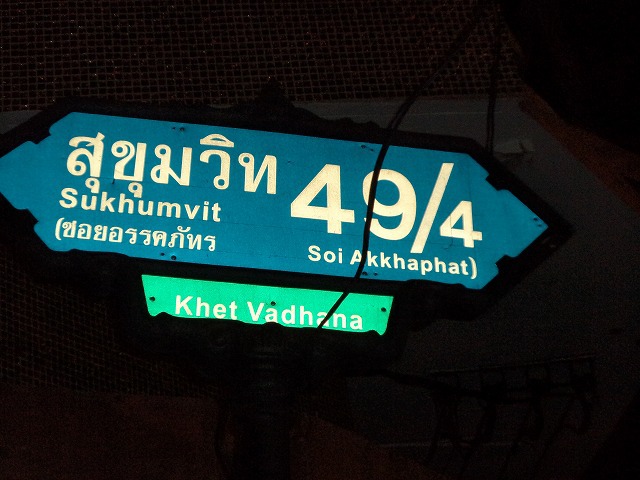 สุขุมวิท 49/4
Sukhumvit
(ซอยอรรคภัทร Soi Akkhaphat)
Khet Vadhana